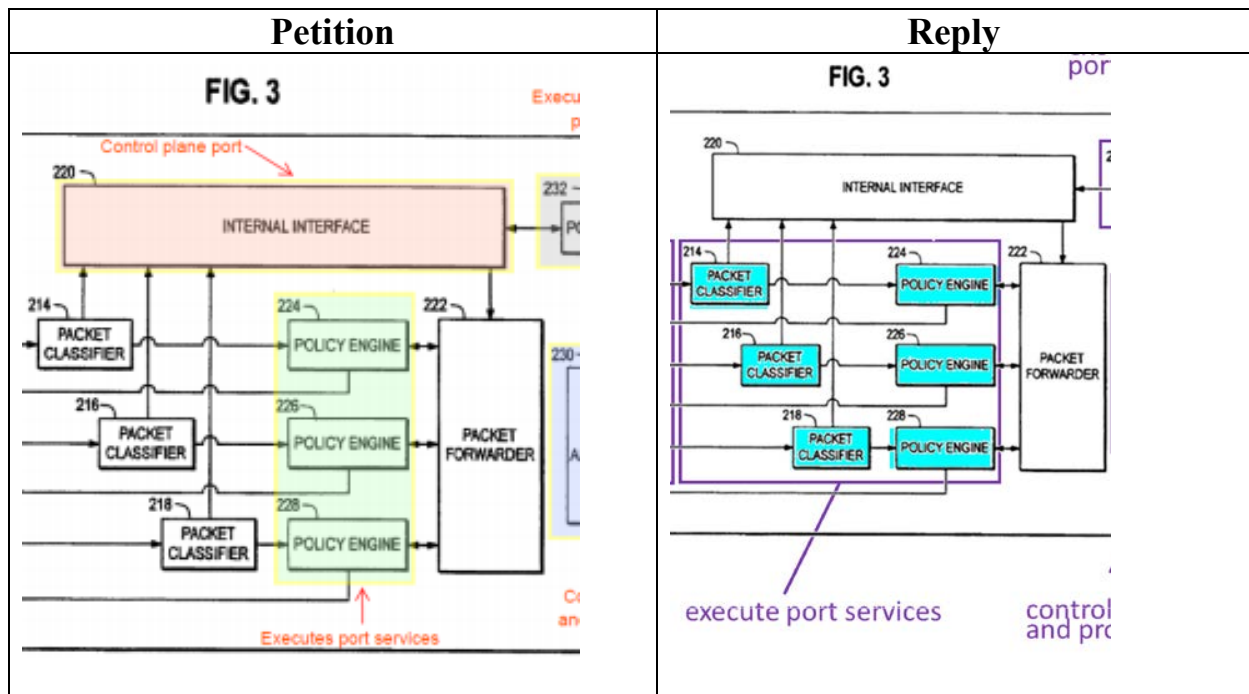 Petition
FIG. 3
Control plane port
220
INTERNAL INTERFACE
232
214
PACKET
CLASSIFIER
224
POLICY ENGINE
222
216
PACKET
CLASSIFIER
226
POLICY ENGINE
PACKET
FORWARDER
230
218
PACKET
CLASSIFIER
228
POLICY ENGINE
Executes port services
Reply
FIG. 3
220
INTERNAL INTERFACE
214
PACKET
CLASSIFIER
224
POLICY ENGINE
222
216
PACKET
CLASSIFIER
226
POLICY ENGINE
PACKET
FORWARDER
218
PACKET
CLASSIFIER
228
POLICY ENGINE
execute port services
control
and pro